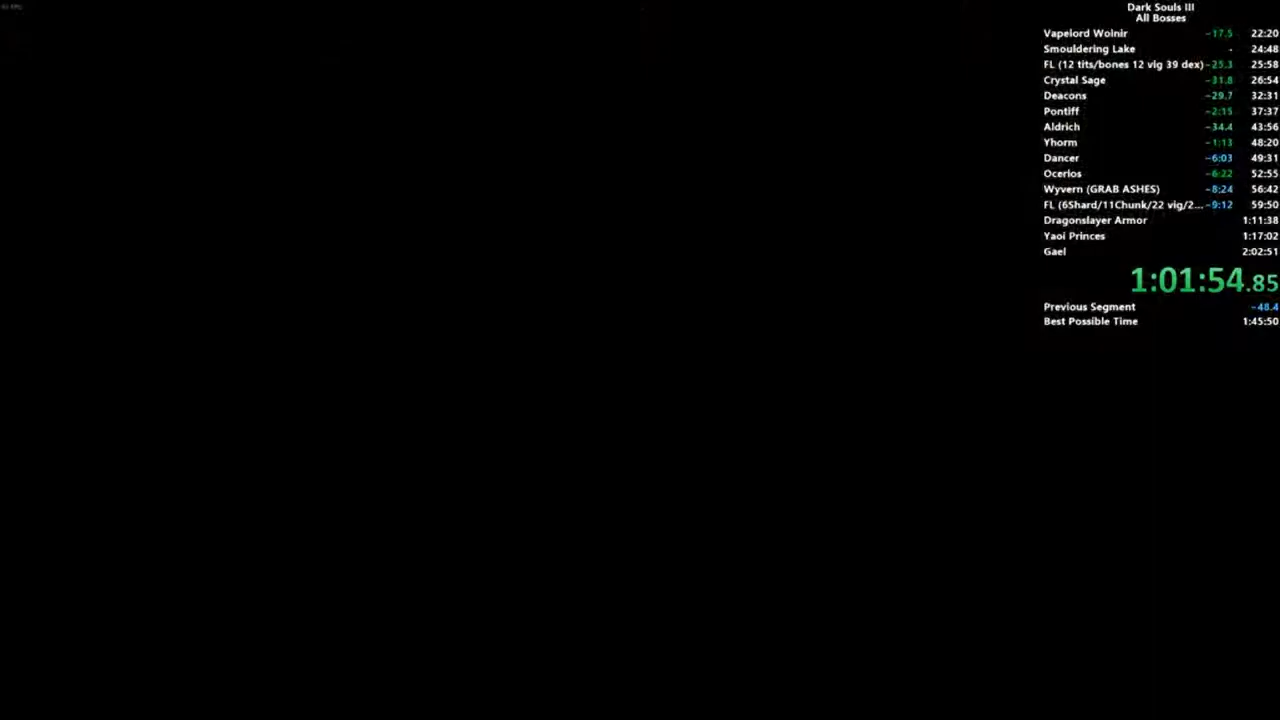 Dark Souls III
All Bosses
Vapelord Wolnir -17.5 22:20
Smouldering Lake - 24:48
FL (12 tits/bones 12 vig 39 dex) -25.3 25:58
Crystal Sage -31.8 26:54
Deacons -29.7 32:31
Pontiff -2:15 37:37
Aldrich -34.4 43:56
Yhorm -1:13 48:20
Dancer -6:03 49:31
Ocerios -6:22 52:55
Wyvern (GRAB ASHES) -8:24 56:42
FL (6Shard/11Chunk/22 vig/2... -9:12 59:50
Dragonslayer Armor 1:11:38
Yaoi Princes 1:17:02
Gael 2:02:51
1:01:54.85
Previous Segment -48.4
Best Possible Time 1:45:50